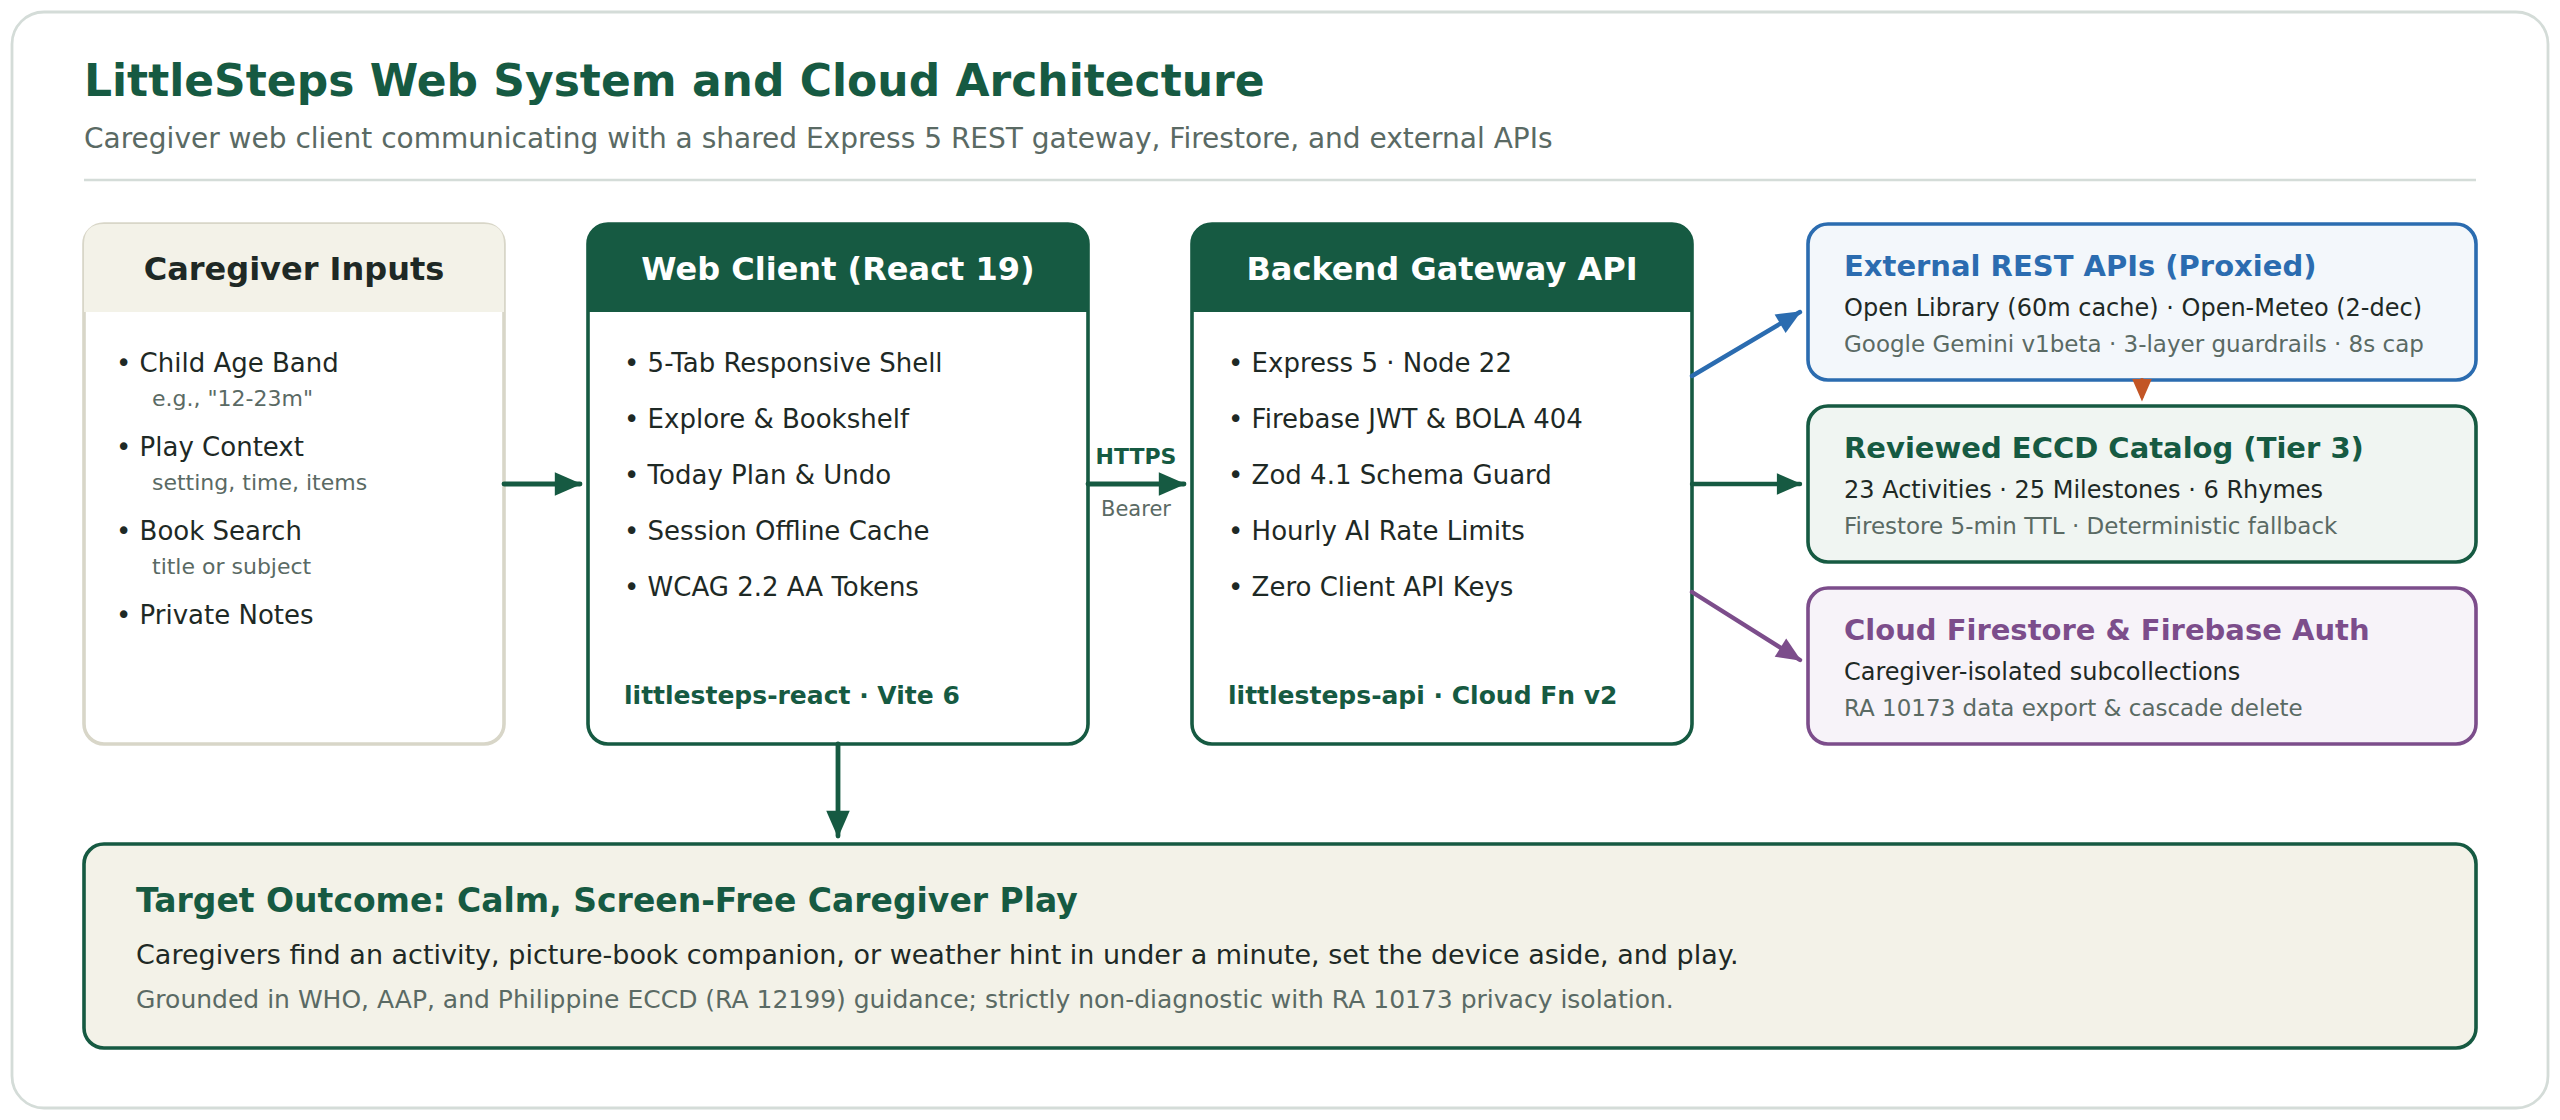 LittleSteps Web System and Cloud Architecture
Caregiver web client communicating with a shared Express 5 REST gateway, Firestore, and external APIs
Caregiver Inputs
• Child Age Band
e.g., "12-23m"
• Play Context
setting, time, items
• Book Search
title or subject
• Private Notes
Web Client (React 19)
• 5-Tab Responsive Shell
• Explore & Bookshelf
• Today Plan & Undo
• Session Offline Cache
• WCAG 2.2 AA Tokens
littlesteps-react · Vite 6
HTTPS
Bearer
Backend Gateway API
• Express 5 · Node 22
• Firebase JWT & BOLA 404
• Zod 4.1 Schema Guard
• Hourly AI Rate Limits
• Zero Client API Keys
littlesteps-api · Cloud Fn v2
External REST APIs (Proxied)
Open Library (60m cache) · Open-Meteo (2-dec)
Google Gemini v1beta · 3-layer guardrails · 8s cap
Reviewed ECCD Catalog (Tier 3)
23 Activities · 25 Milestones · 6 Rhymes
Firestore 5-min TTL · Deterministic fallback
Cloud Firestore & Firebase Auth
Caregiver-isolated subcollections
RA 10173 data export & cascade delete
Target Outcome: Calm, Screen-Free Caregiver Play
Caregivers find an activity, picture-book companion, or weather hint in under a minute, set the device aside, and play.
Grounded in WHO, AAP, and Philippine ECCD (RA 12199) guidance; strictly non-diagnostic with RA 10173 privacy isolation.